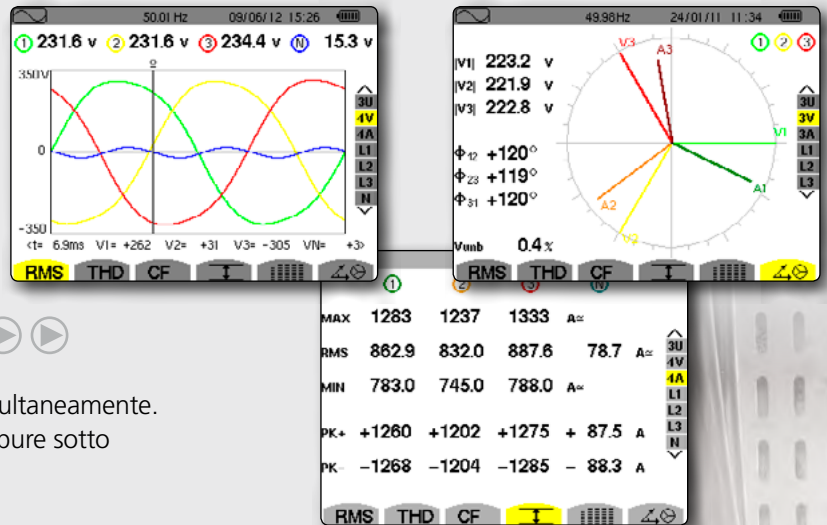 50.01 Hz 09/06/12 15:26
1 231.6 v 2 231.6 v 3 234.4 v N 15.3 v
350V
0
-350
3U
4V
4A
L1
L2
L3
N
<t= 6.9ms V1= +262 V2= +31 V3= -305 VN= +3>
RMS THD CF
49.98Hz 24/01/11 11:34
1 2 3
|V1| 223.2 v
|V2| 221.9 v
|V3| 222.8 v
Φ12 +120°
Φ23 +119°
Φ31 +120°
Vunb 0.4%
V3
A3
V1
A1
A2
V2
3U
3V
3A
L1
L2
L3
RMS THD CF
1 2 3 N
MAX 1283 1237 1333 A≂
RMS 862.9 832.0 887.6 78.7 A≂
MIN 783.0 745.0 788.0 A≂
PK+ +1260 +1202 +1275 + 87.5 A
PK- -1268 -1204 -1285 - 88.3 A
3U
4V
4A
L1
L2
L3
N
RMS THD CF
ultaneamente.
pure sotto